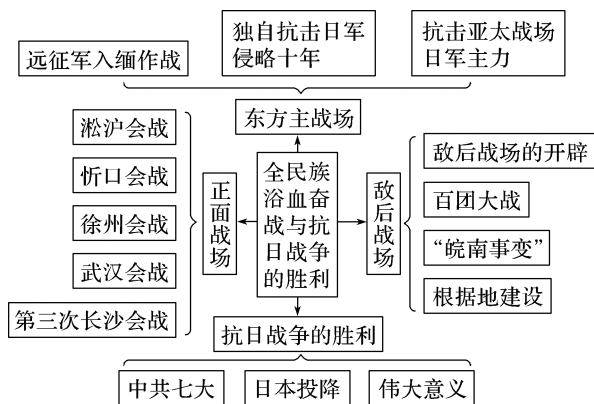 远征军入缅作战
独自抗击日军
侵略十年
抗击亚太战场
日军主力
东方主战场
淞沪会战
忻口会战
徐州会战
武汉会战
第三次长沙会战
正面战场
全民族
浴血奋
战与抗
日战争
的胜利
敌后战场
敌后战场的开辟
百团大战
“皖南事变”
根据地建设
抗日战争的胜利
中共七大
日本投降
伟大意义